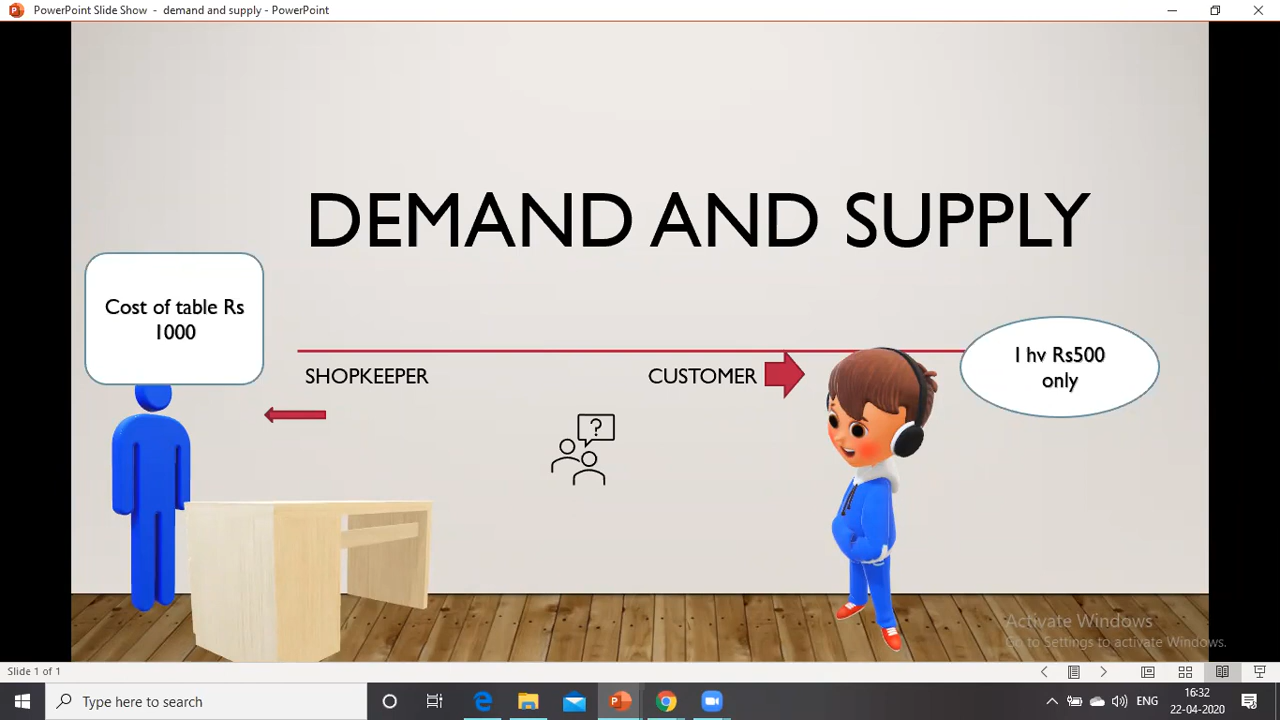 PowerPoint Slide Show - demand and supply - PowerPoint
DEMAND AND SUPPLY
Cost of table Rs
1000
SHOPKEEPER
CUSTOMER
I hv Rs500
only
?
Activate Windows
Go to Settings to activate Windows.
Slide 1 of 1
Type here to search
ENG
16:32
22-04-2020